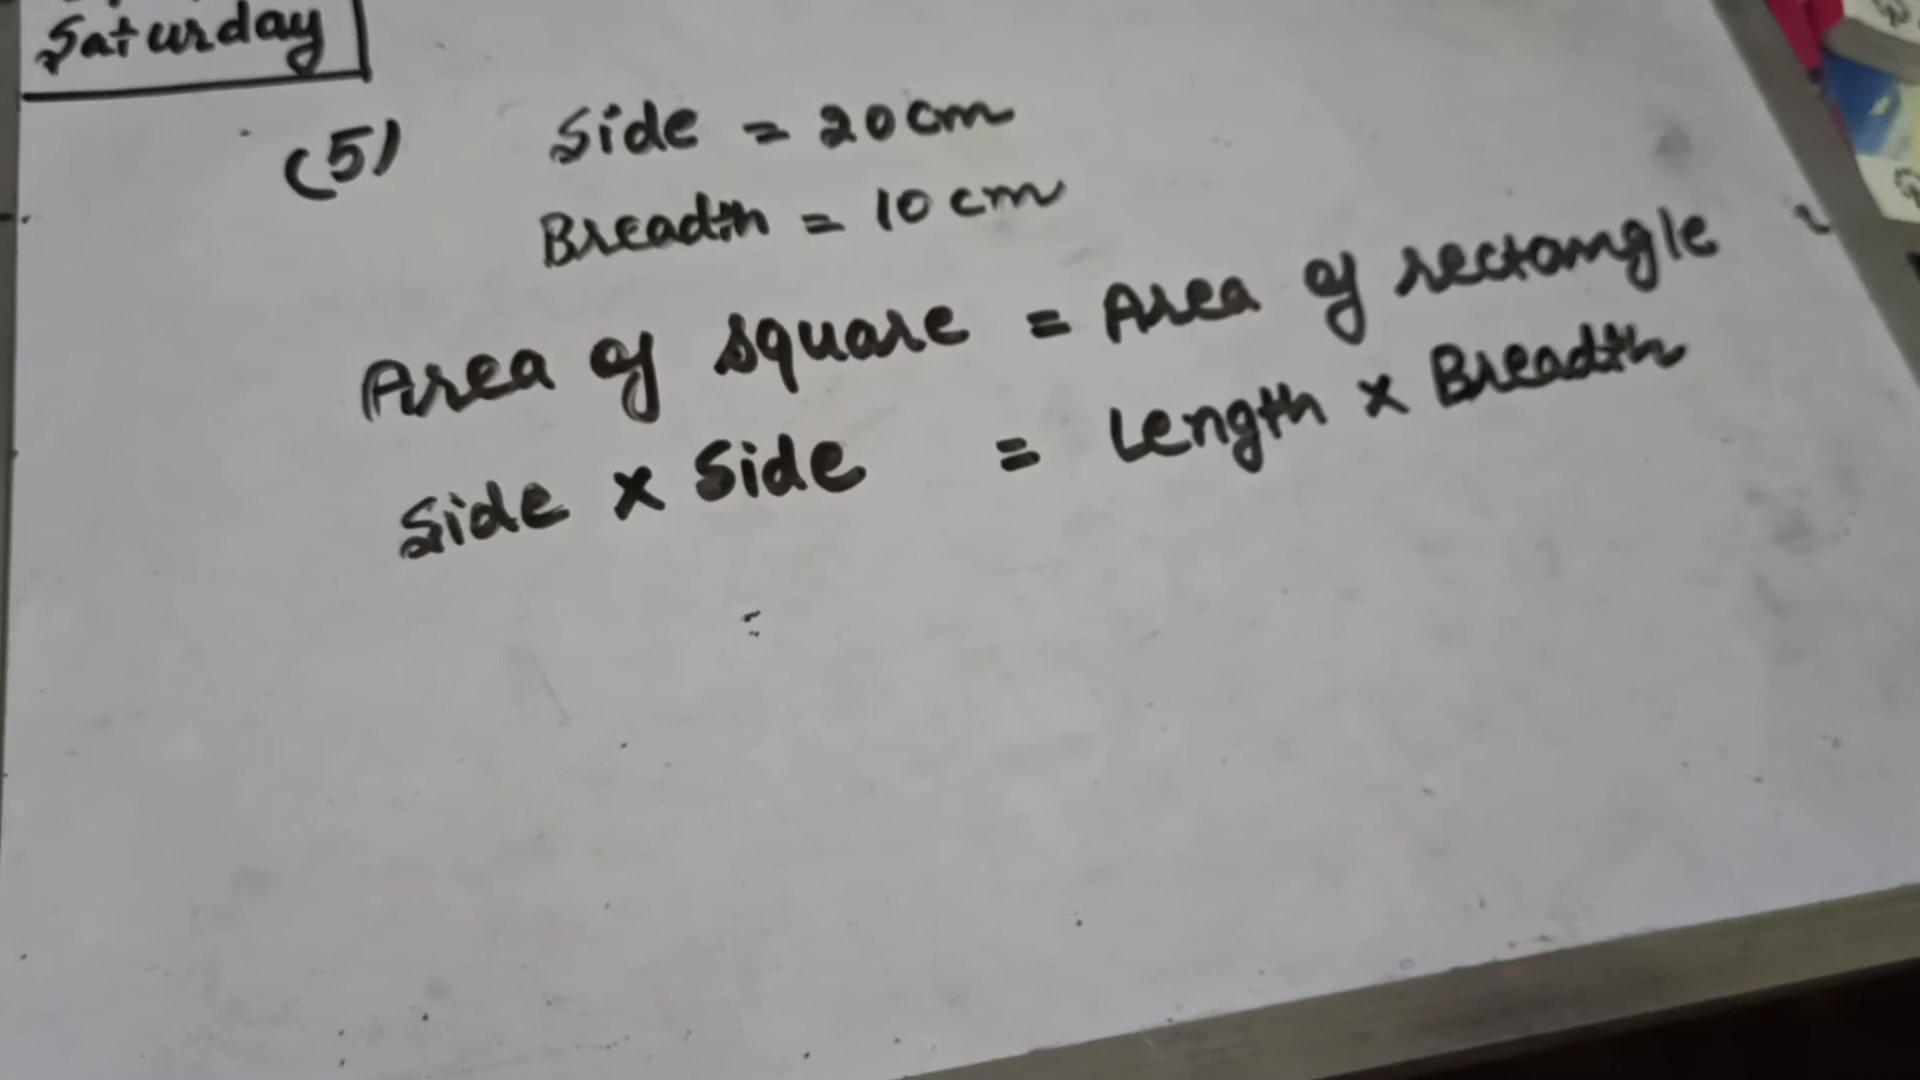 Saturday
(5) Side = 20cm
Breadth = 10 cm
Area of square = Area of rectangle
Side x Side = Length x Breadth
=